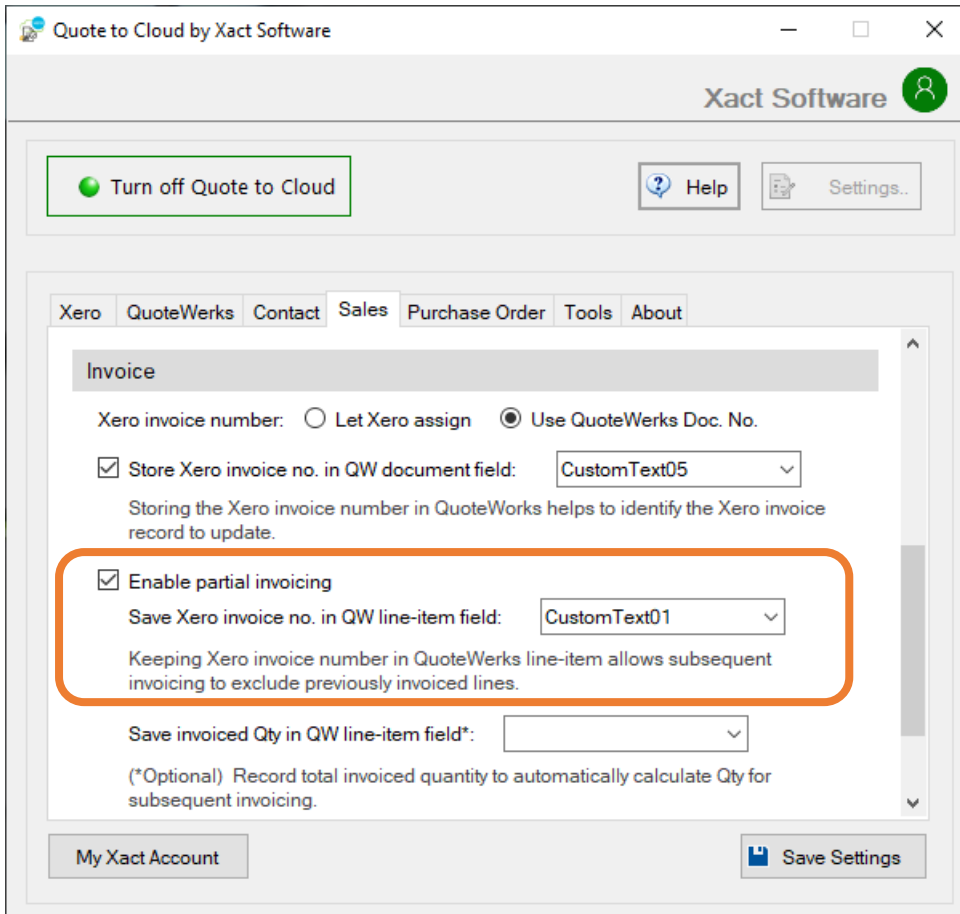 Quote to Cloud by Xact Software
Xact Software
Turn off Quote to Cloud
Help
Settings..
Xero QuoteWerks Contact Sales Purchase Order Tools About
Invoice
Xero invoice number: Let Xero assign Use QuoteWerks Doc. No.
Store Xero invoice no. in QW document field: CustomText05
Storing the Xero invoice number in QuoteWorks helps to identify the Xero invoice
record to update.
Enable partial invoicing
Save Xero invoice no. in QW line-item field: CustomText01
Keeping Xero invoice number in QuoteWerks line-item allows subsequent
invoicing to exclude previously invoiced lines.
Save invoiced Qty in QW line-item field*:
(*Optional) Record total invoiced quantity to automatically calculate Qty for
subsequent invoicing.
My Xact Account
Save Settings